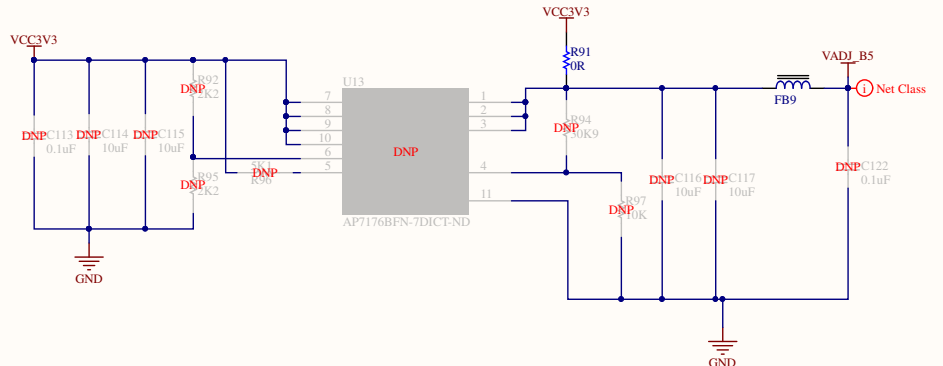 VCC3V3
VCC3V3
R91
0R
VADJ_B5
i Net Class
FB9
U13
DNP
AP7176BFN-7DICT-ND
7
8
9
10
6
5
1
2
3
4
11
R92
DNP
2K2
DNP C113
0.1uF
DNP C114
10uF
DNP C115
10uF
R95
DNP
2K2
5K1
DNP
R96
R94
DNP
30K9
R97
DNP
10K
DNP C116
10uF
DNP C117
10uF
DNP C122
0.1uF
GND
GND